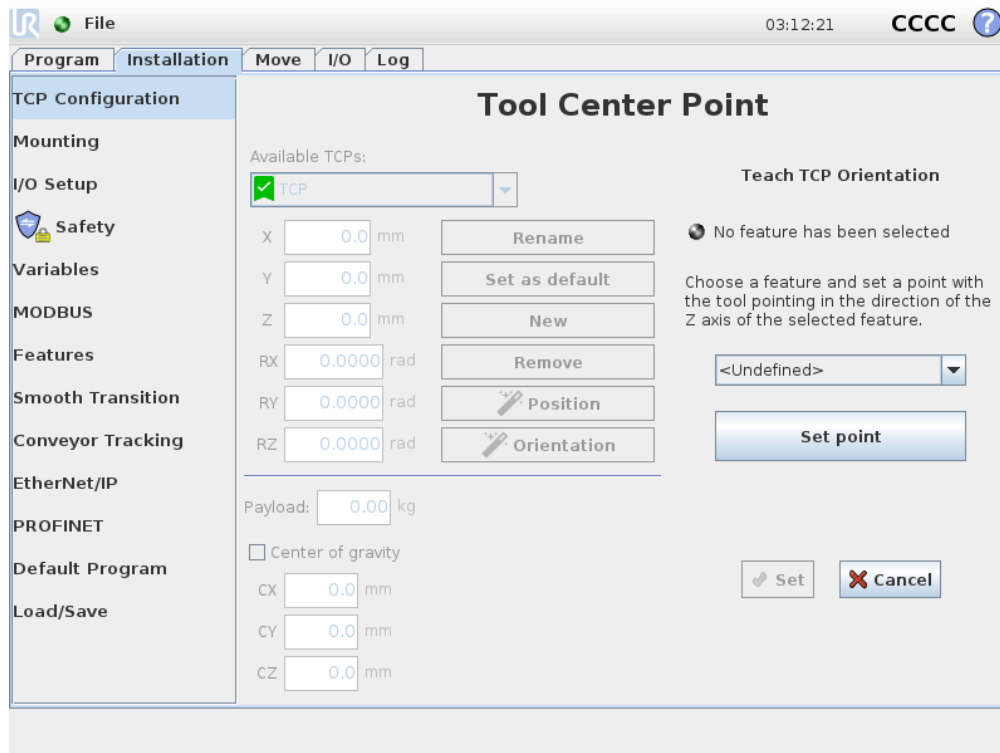 UR File 03:12:21 CCCC ?
Program Installation Move I/O Log
TCP Configuration
Mounting
I/O Setup
Safety
Variables
MODBUS
Features
Smooth Transition
Conveyor Tracking
EtherNet/IP
PROFINET
Default Program
Load/Save
Tool Center Point
Available TCPs:
TCP
X 0.0 mm Rename
Y 0.0 mm Set as default
Z 0.0 mm New
RX 0.0000 rad Remove
RY 0.0000 rad Position
RZ 0.0000 rad Orientation
Payload: 0.00 kg
Center of gravity
CX 0.0 mm
CY 0.0 mm
CZ 0.0 mm
Teach TCP Orientation
No feature has been selected
Choose a feature and set a point with
the tool pointing in the direction of the
Z axis of the selected feature.
<Undefined>
Set point
Set Cancel